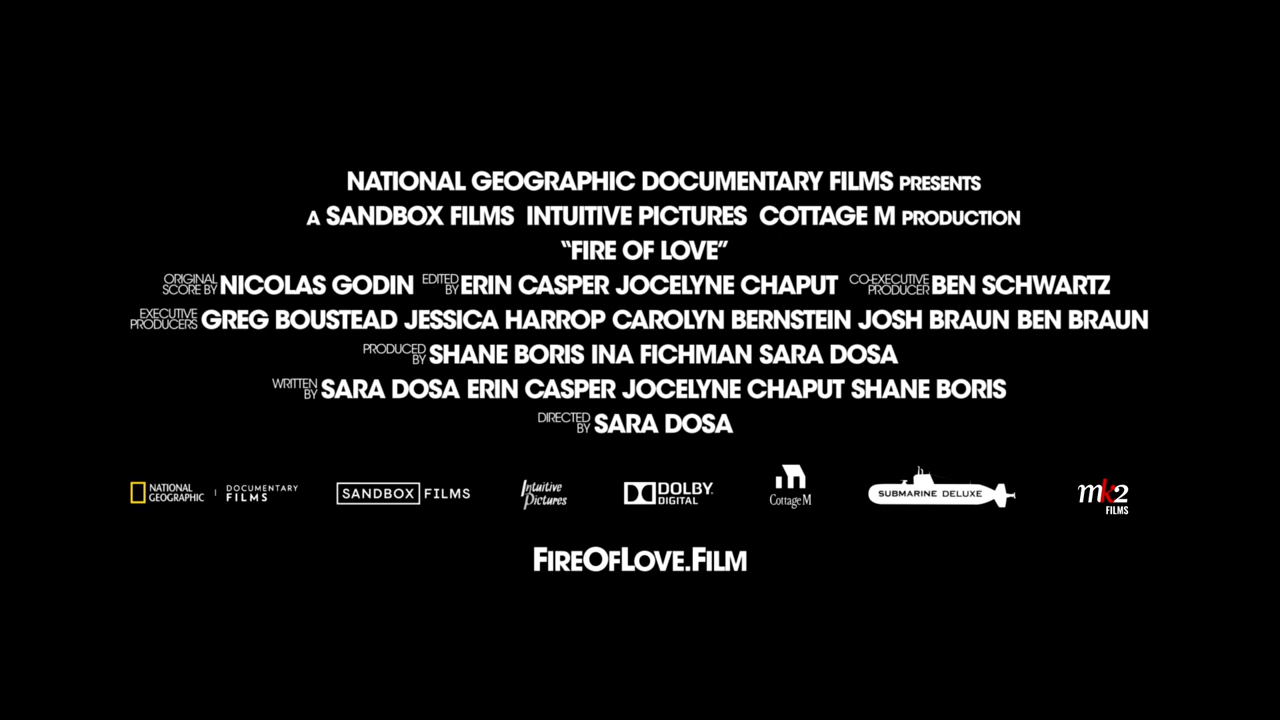 NATIONAL GEOGRAPHIC DOCUMENTARY FILMS PRESENTS
A SANDBOX FILMS INTUITIVE PICTURES COTTAGE M PRODUCTION
“FIRE OF LOVE”
ORIGINAL SCORE BY NICOLAS GODIN EDITED BY ERIN CASPER JOCELYNE CHAPUT CO-EXECUTIVE PRODUCER BEN SCHWARTZ
EXECUTIVE PRODUCERS GREG BOUSTEAD JESSICA HARROP CAROLYN BERNSTEIN JOSH BRAUN BEN BRAUN
PRODUCED BY SHANE BORIS INA FICHMAN SARA DOSA
WRITTEN BY SARA DOSA ERIN CASPER JOCELYNE CHAPUT SHANE BORIS
DIRECTED BY SARA DOSA
NATIONAL GEOGRAPHIC | DOCUMENTARY FILMS SANDBOX FILMS Intuitive Pictures DOLBY DIGITAL Cottage M SUBMARINE DELUXE mk2 FILMS
FIREOFLOVE.FILM